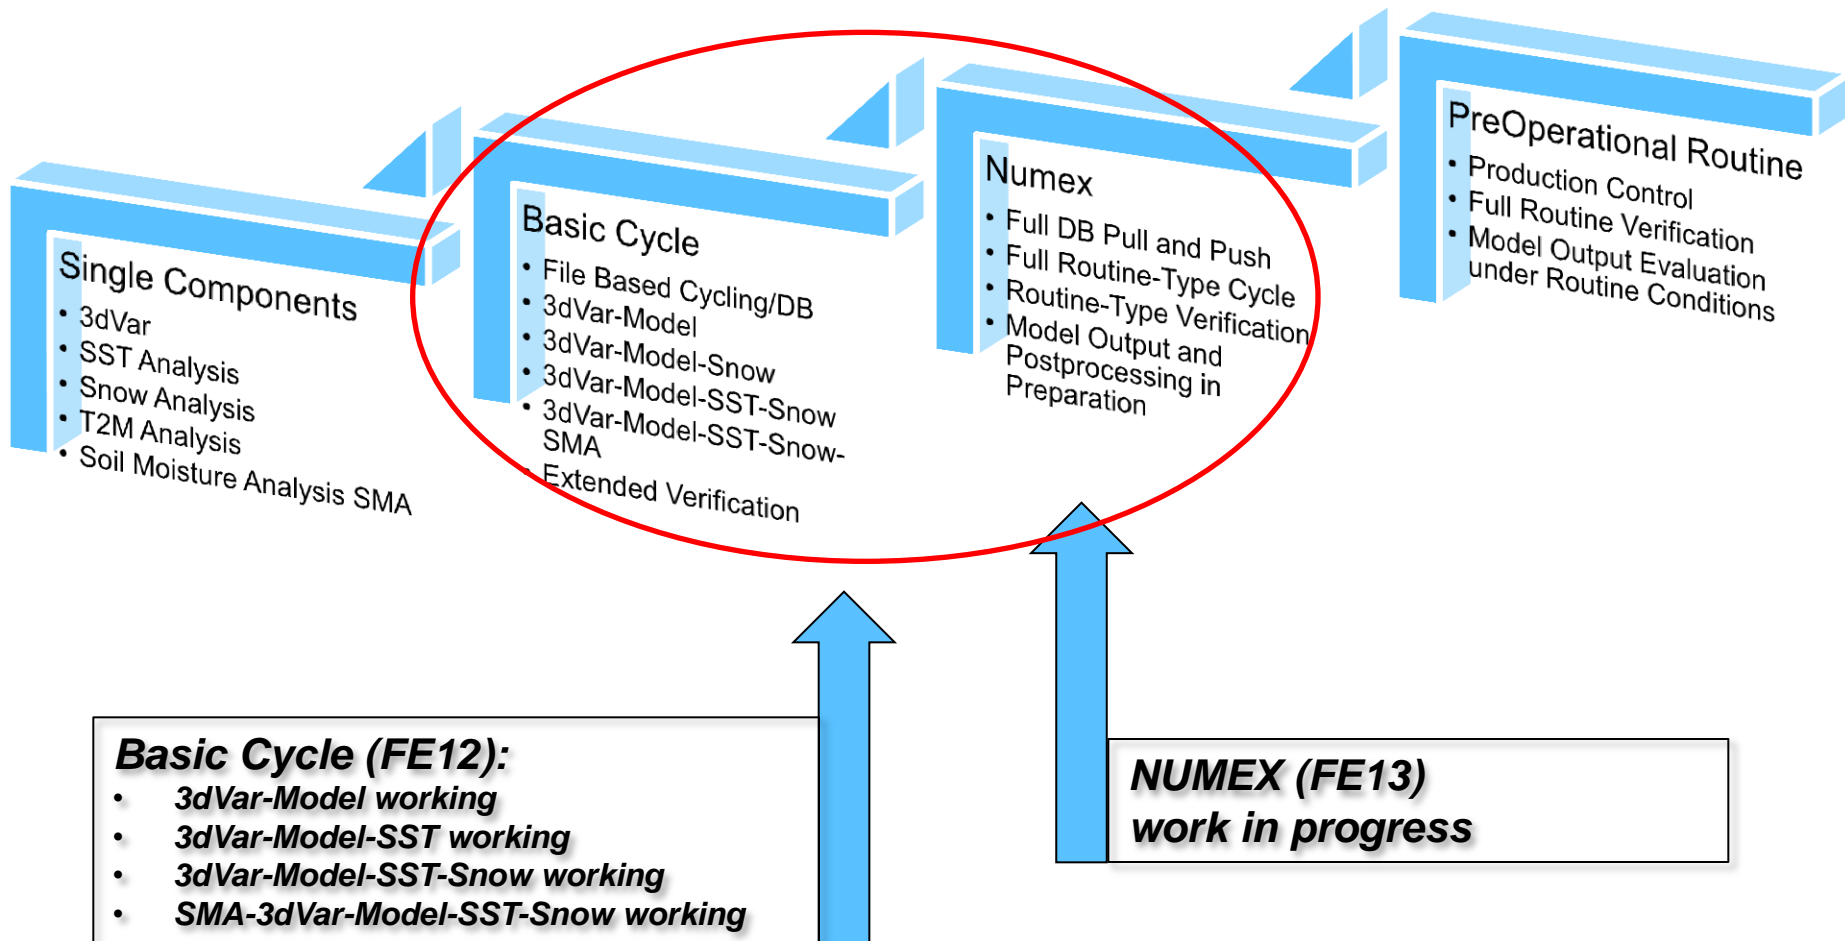 Single Components
• 3dVar
• SST Analysis
• Snow Analysis
• T2M Analysis
• Soil Moisture Analysis SMA
Basic Cycle
• File Based Cycling/DB
• 3dVar-Model
• 3dVar-Model-Snow
• 3dVar-Model-SST-Snow
• 3dVar-Model-SST-Snow-
SMA
• Extended Verification
Numex
• Full DB Pull and Push
• Full Routine-Type Cycle
• Routine-Type Verification
• Model Output and
Postprocessing in
Preparation
PreOperational Routine
• Production Control
• Full Routine Verification
• Model Output Evaluation
under Routine Conditions
Basic Cycle (FE12):
• 3dVar-Model working
• 3dVar-Model-SST working
• 3dVar-Model-SST-Snow working
• SMA-3dVar-Model-SST-Snow working
NUMEX (FE13)
work in progress